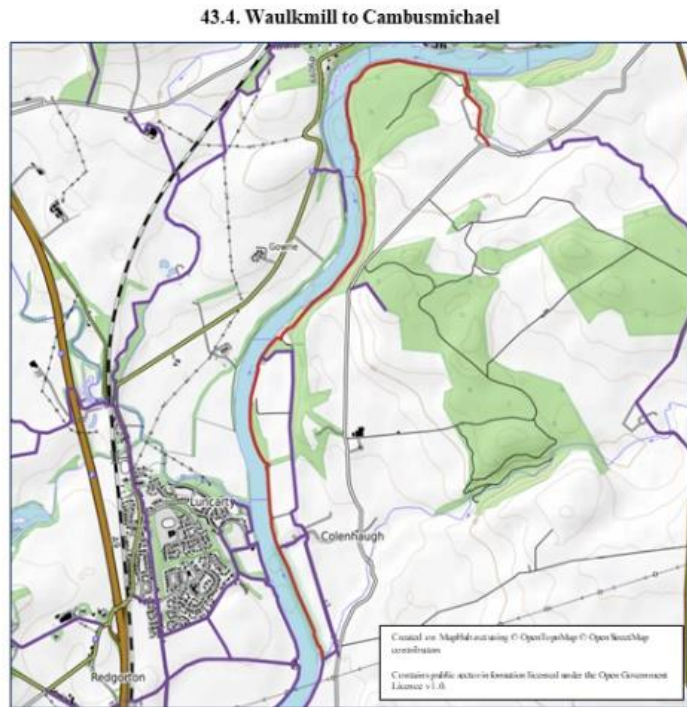 43.4. Waulkmill to Cambusmichael
Gowrie
Luncarty
Colenhaugh
Redgorton
Created on MapHub.net using © OpenTopoMap © OpenStreetMap
contributors
Contains public sector information licensed under the Open Government
Licence v1.0.